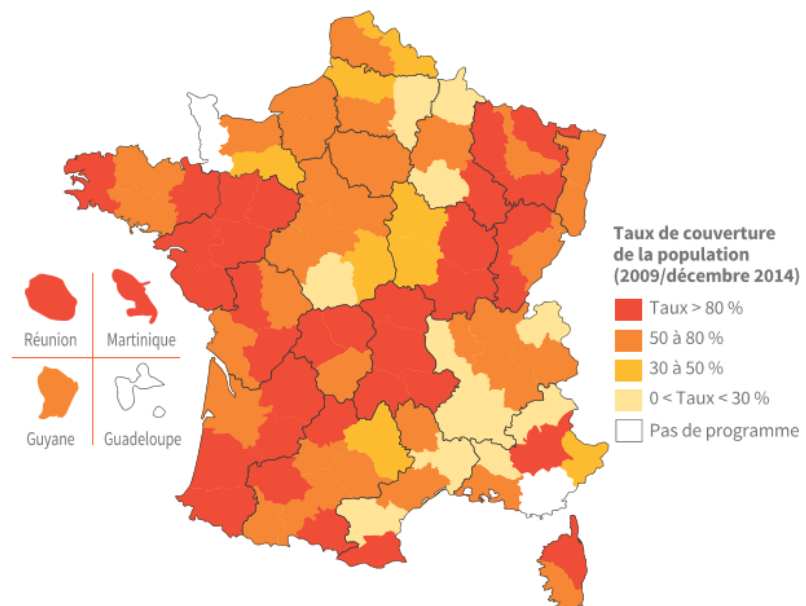 Taux de couverture
de la population
(2009/décembre 2014)
Taux > 80 %
50 à 80 %
30 à 50 %
0 < Taux < 30 %
Pas de programme
Réunion
Martinique
Guyane
Guadeloupe